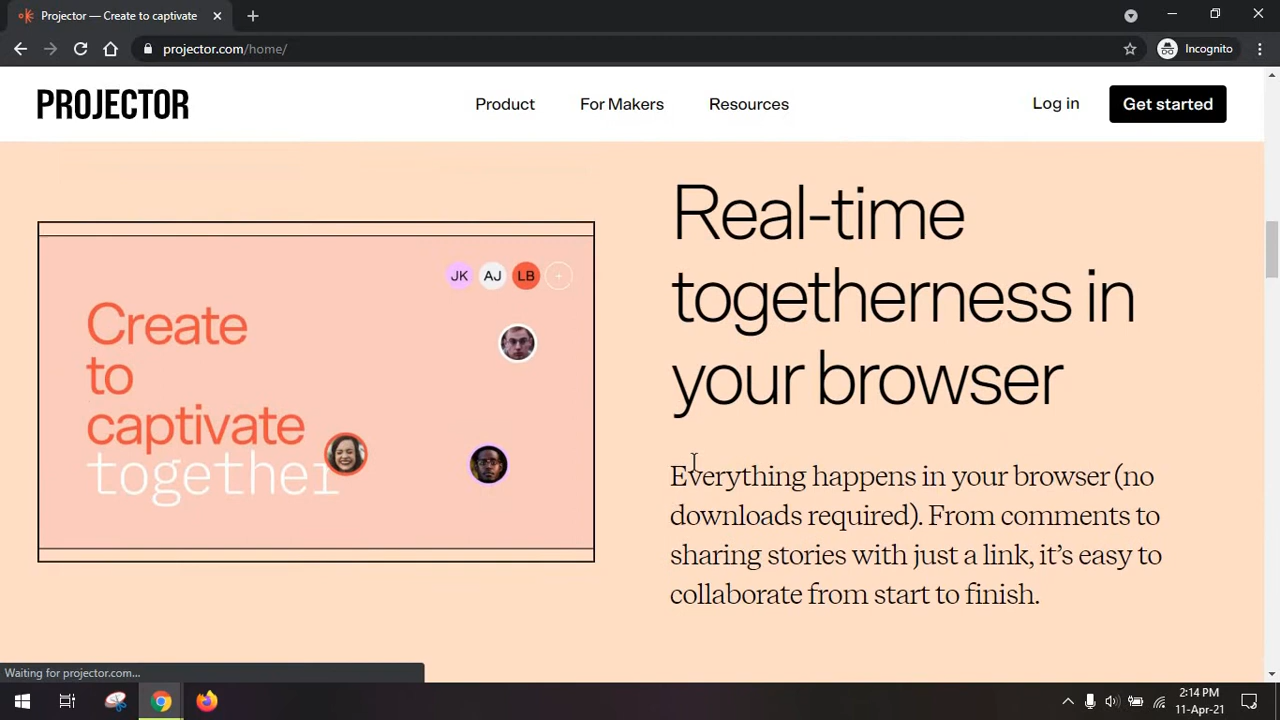 Projector — Create to captivate
projector.com/home/
Incognito
PROJECTOR
Product
For Makers
Resources
Log in
Get started
JK
AJ
LB
+
Create
to
captivate
together
Real-time
togetherness in
your browser
Everything happens in your browser (no
downloads required). From comments to
sharing stories with just a link, it's easy to
collaborate from start to finish.
Waiting for projector.com...
2:14 PM
11-Apr-21